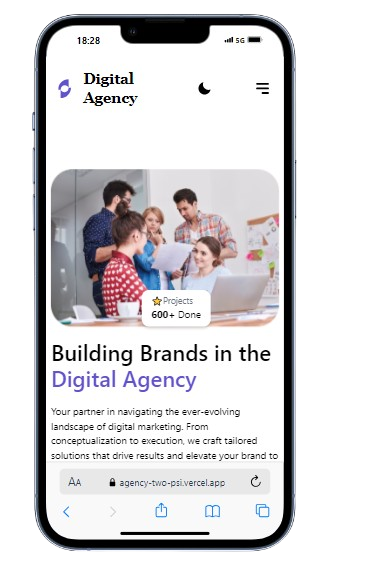 18:28
5G
Digital
Agency
Projects
600+ Done
Building Brands in the
Digital Agency
Your partner in navigating the ever-evolving
landscape of digital marketing. From
conceptualization to execution, we craft tailored
solutions that drive results and elevate your brand to
AA
agency-two-psi.vercel.app